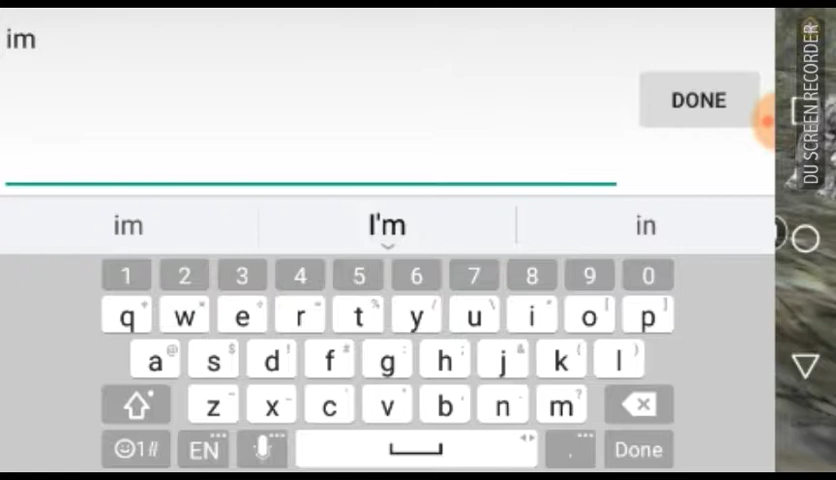 im
DONE
im I'm in
1 2 3 4 5 6 7 8 9 0
q w e r t y u i o p
a s d f g h j k l
z x c v b n m
1# EN . Done
DU SCREEN RECORDER